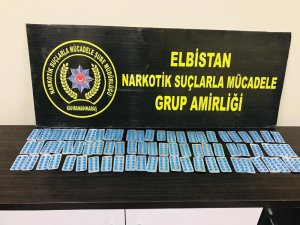 NARKOTİK SUÇLARLA MÜCADELE ŞUBE MÜDÜRLÜĞÜ
KAHRAMANMARAŞ
ELBİSTAN
NARKOTİK SUÇLARLA MÜCADELE
GRUP AMİRLİĞİ